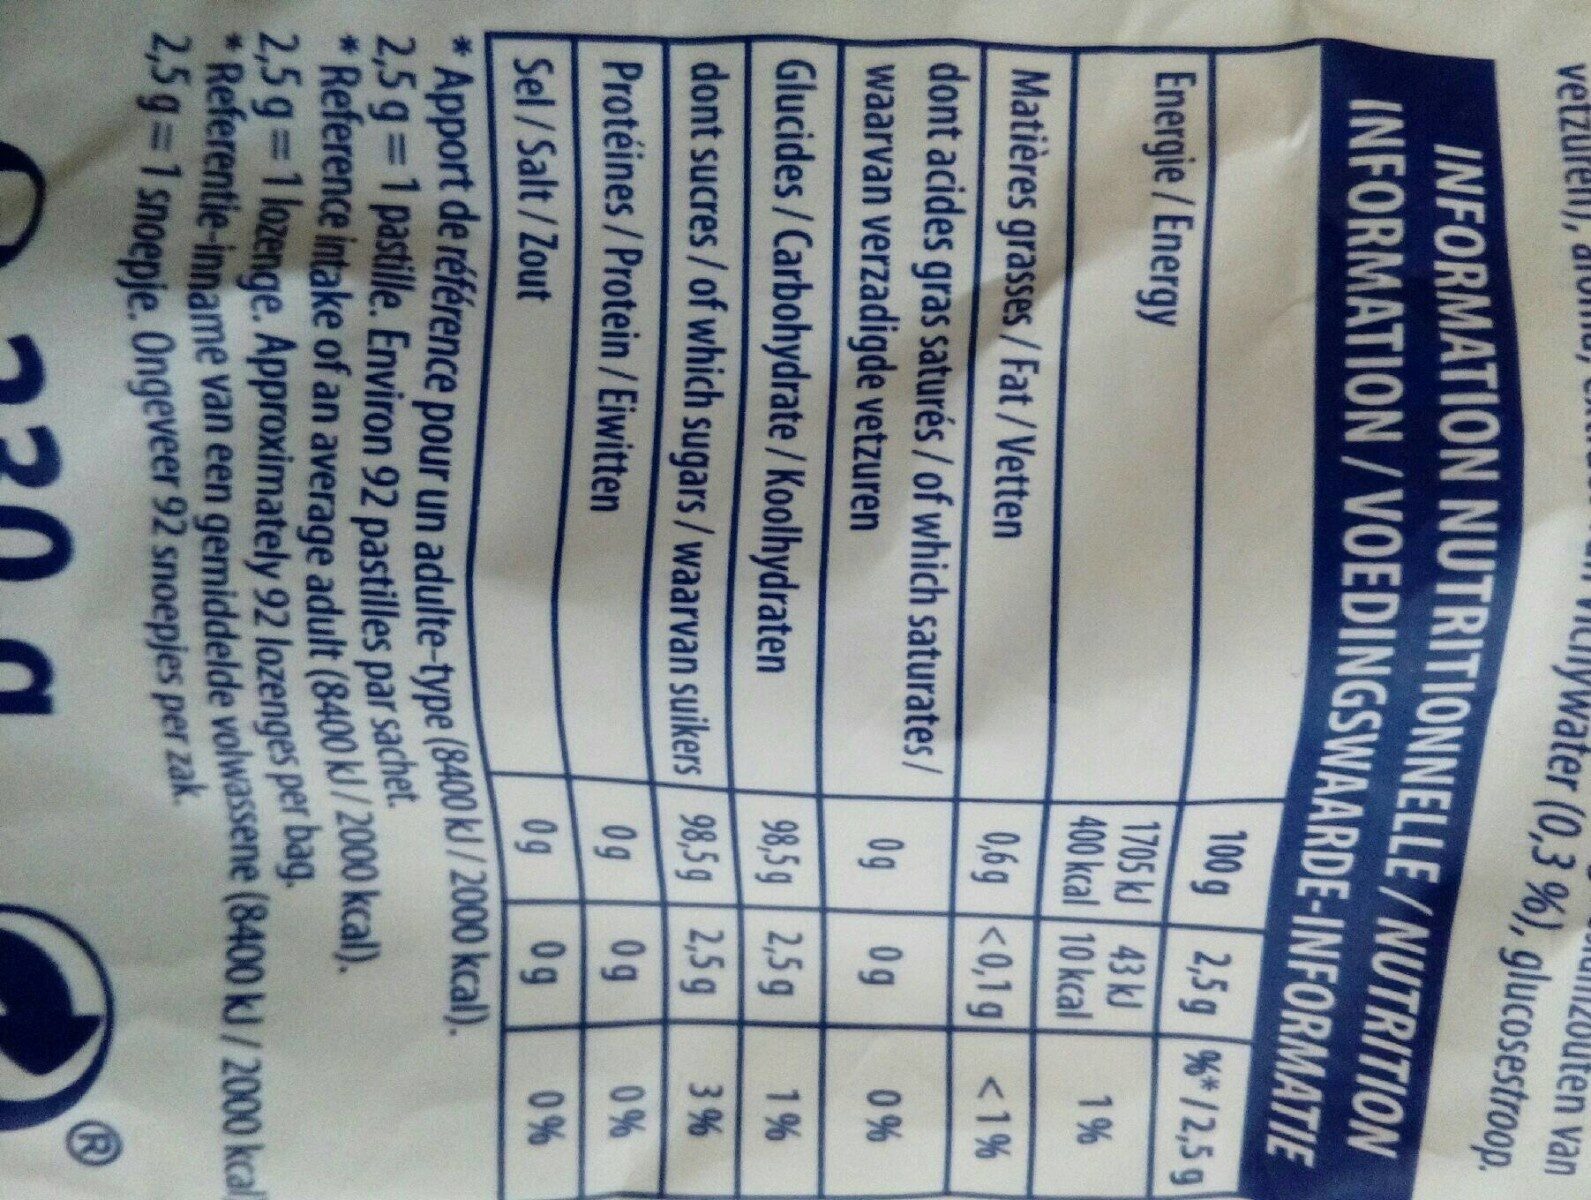 Vichywater (0,3 %), glucosestroop.
INFORMATION NUTRITIONNELLE / NUTRITION
INFORMATION / VOEDINGSWAARDE-INFORMATIE
100 g 2,5 g %* / 2,5 g
Energie / Energy 1705 kJ 43 kJ 1 %
400 kcal 10 kcal
Matières grasses / Fat / Vetten 0,6 g <0,1 g <1 %
dont acides gras saturés / of which saturates /
waarvan verzadigde vetzuren 0 g 0 g 0 %
Glucides / Carbohydrate / Koolhydraten 98,5 g 2,5 g 1 %
dont sucres / of which sugars / waarvan suikers 98,5 g 2,5 g 3 %
Protéines / Protein / Eiwitten 0 g 0 g 0 %
Sel / Salt / Zout 0 g 0 g 0 %
* Apport de référence pour un adulte-type (8400 kJ / 2000 kcal).
2,5 g = 1 pastille. Environ 92 pastilles par sachet.
* Reference intake of an average adult (8400 kJ / 2000 kcal).
2,5 g = 1 lozenge. Approximately 92 lozenges per bag.
* Referentie-inname van een gemiddelde volwassene (8400 kJ / 2000 kcal
2,5 g = 1 snoepje. Ongeveer 92 snoepjes per zak.
230 g
®